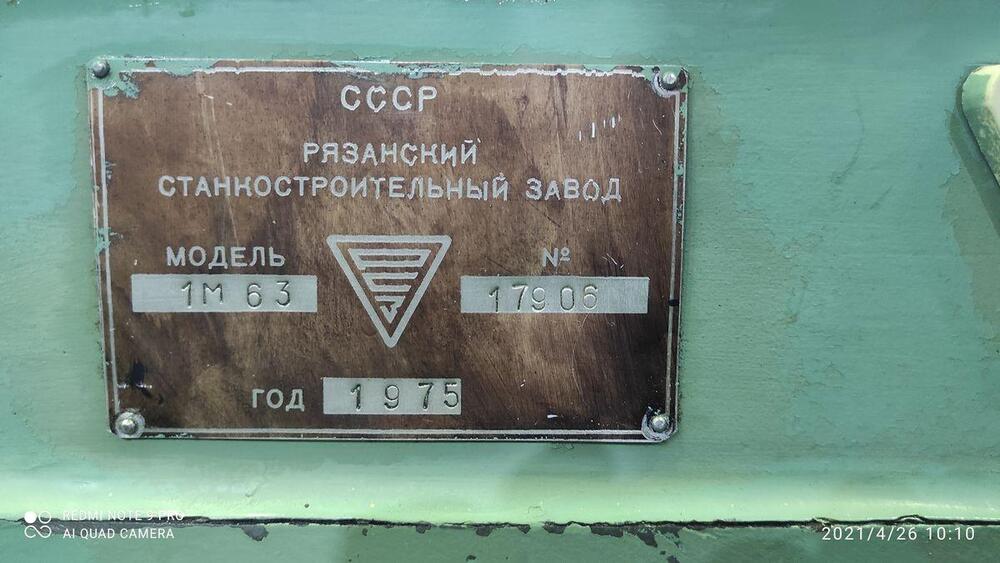 СССР
РЯЗАНСКИЙ
СТАНКОСТРОИТЕЛЬНЫЙ ЗАВОД
МОДЕЛЬ №
1М 63 17906
ГОД 1975
REDMI NOTE 9 PRO
AI QUAD CAMERA
2021/4/26 10:10